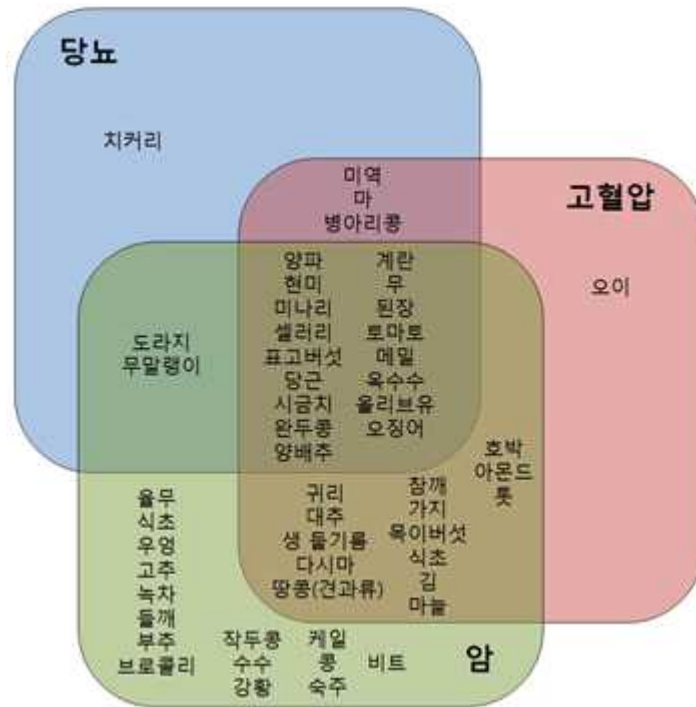 당뇨
치커리
고혈압
오이
미역
마
병아리콩
양파
현미
미나리
셀러리
표고버섯
당근
시금치
완두콩
양배추
계란
무
된장
토마토
메밀
옥수수
올리브유
오징어
도라지
무말랭이
호박
아몬드
톳
귀리
대추
생 들기름
다시마
땅콩(견과류)
참깨
가지
목이버섯
식초
김
마늘
율무
식초
우엉
고추
녹차
들깨
부추
브로콜리
작두콩
수수
강황
케일
콩
숙주
비트
암